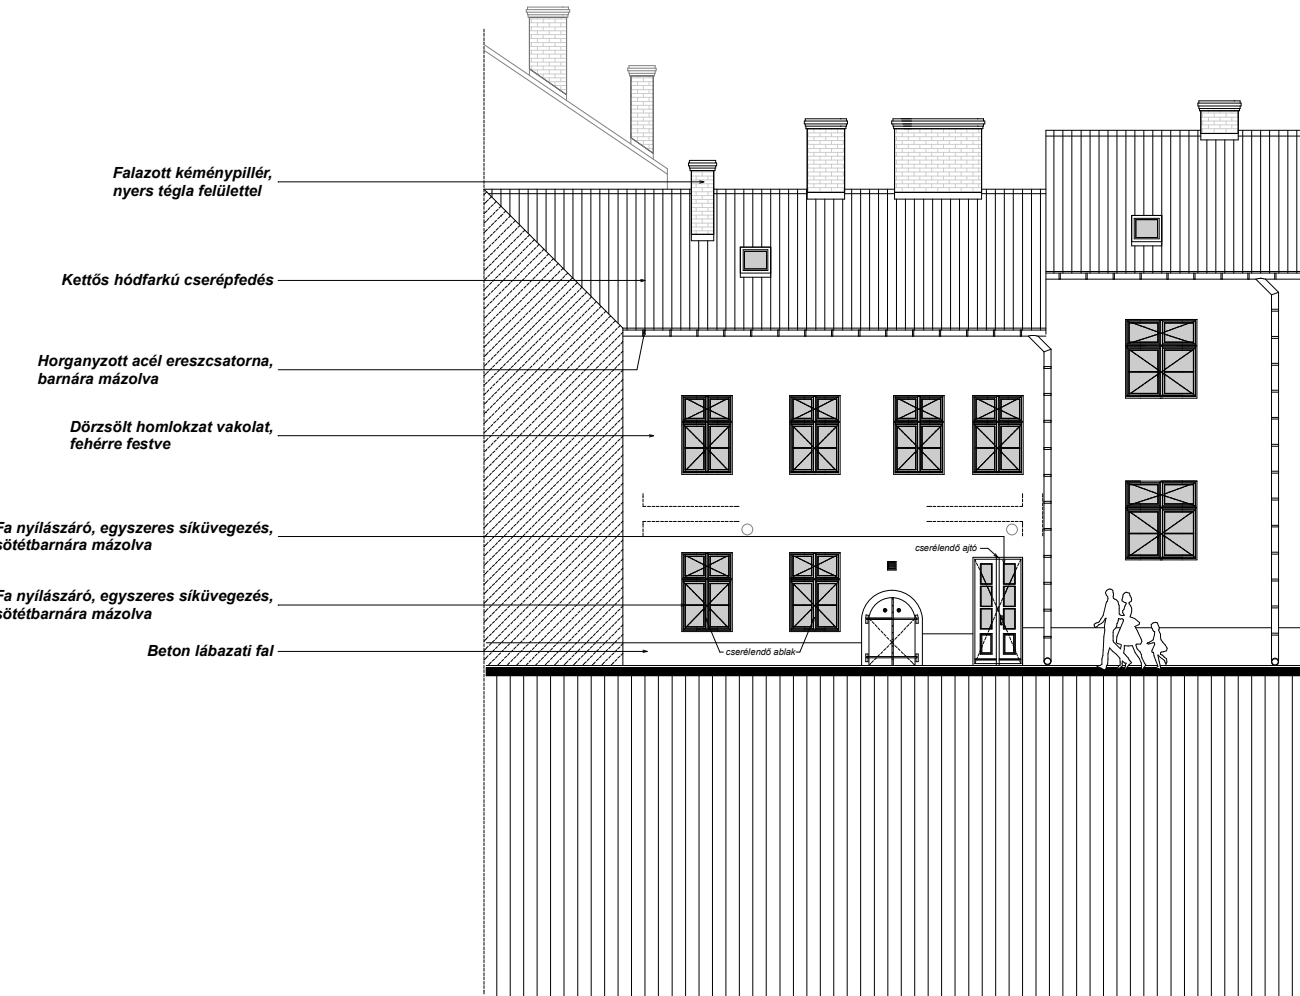 Falazott kéménypillér,
nyers tégla felülettel
Kettős hódfarkú cserépfedés
Horganyzott acél ereszcsatorna,
barnára mázolva
Dörzsölt homlokzat vakolat,
fehérre festve
Fa nyílászáró, egyszeres síküvegezés,
sötétbarnára mázolva
cserélendő ajtó
Fa nyílászáró, egyszeres síküvegezés,
sötétbarnára mázolva
Beton lábazati fal
cserélendő ablak